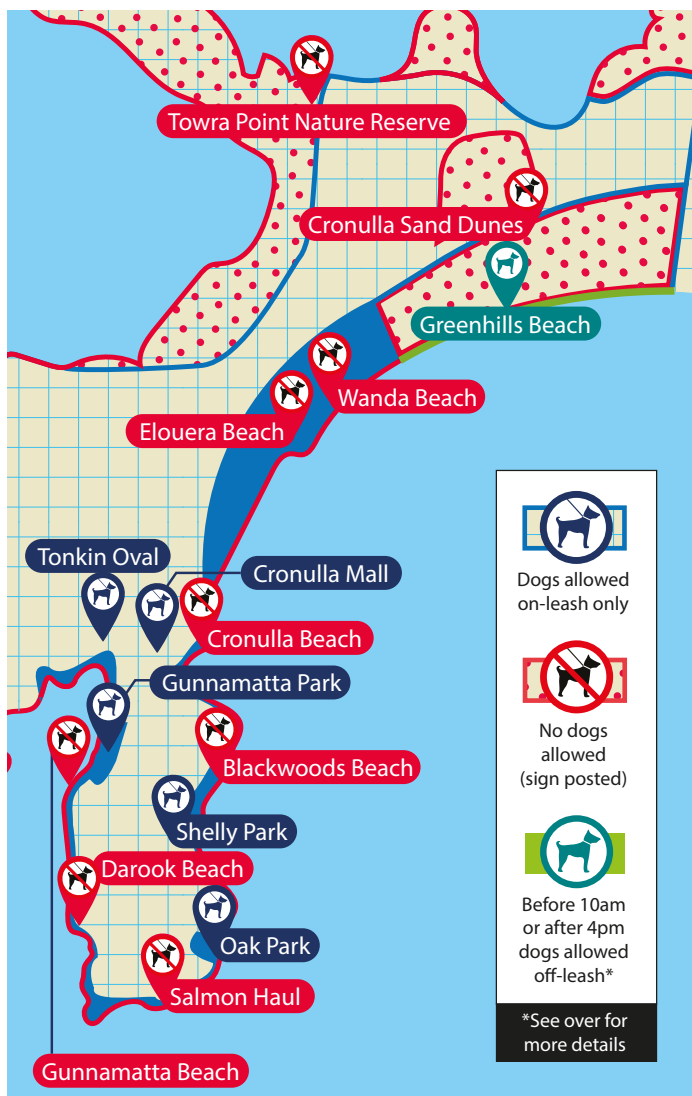 Towra Point Nature Reserve
Cronulla Sand Dunes
Greenhills Beach
Wanda Beach
Elouera Beach
Tonkin Oval
Cronulla Mall
Cronulla Beach
Gunnamatta Park
Blackwoods Beach
Shelly Park
Darook Beach
Oak Park
Salmon Haul
Gunnamatta Beach
Dogs allowed
on-leash only
No dogs
allowed
(sign posted)
Before 10am
or after 4pm
dogs allowed
off-leash*
*See over for
more details